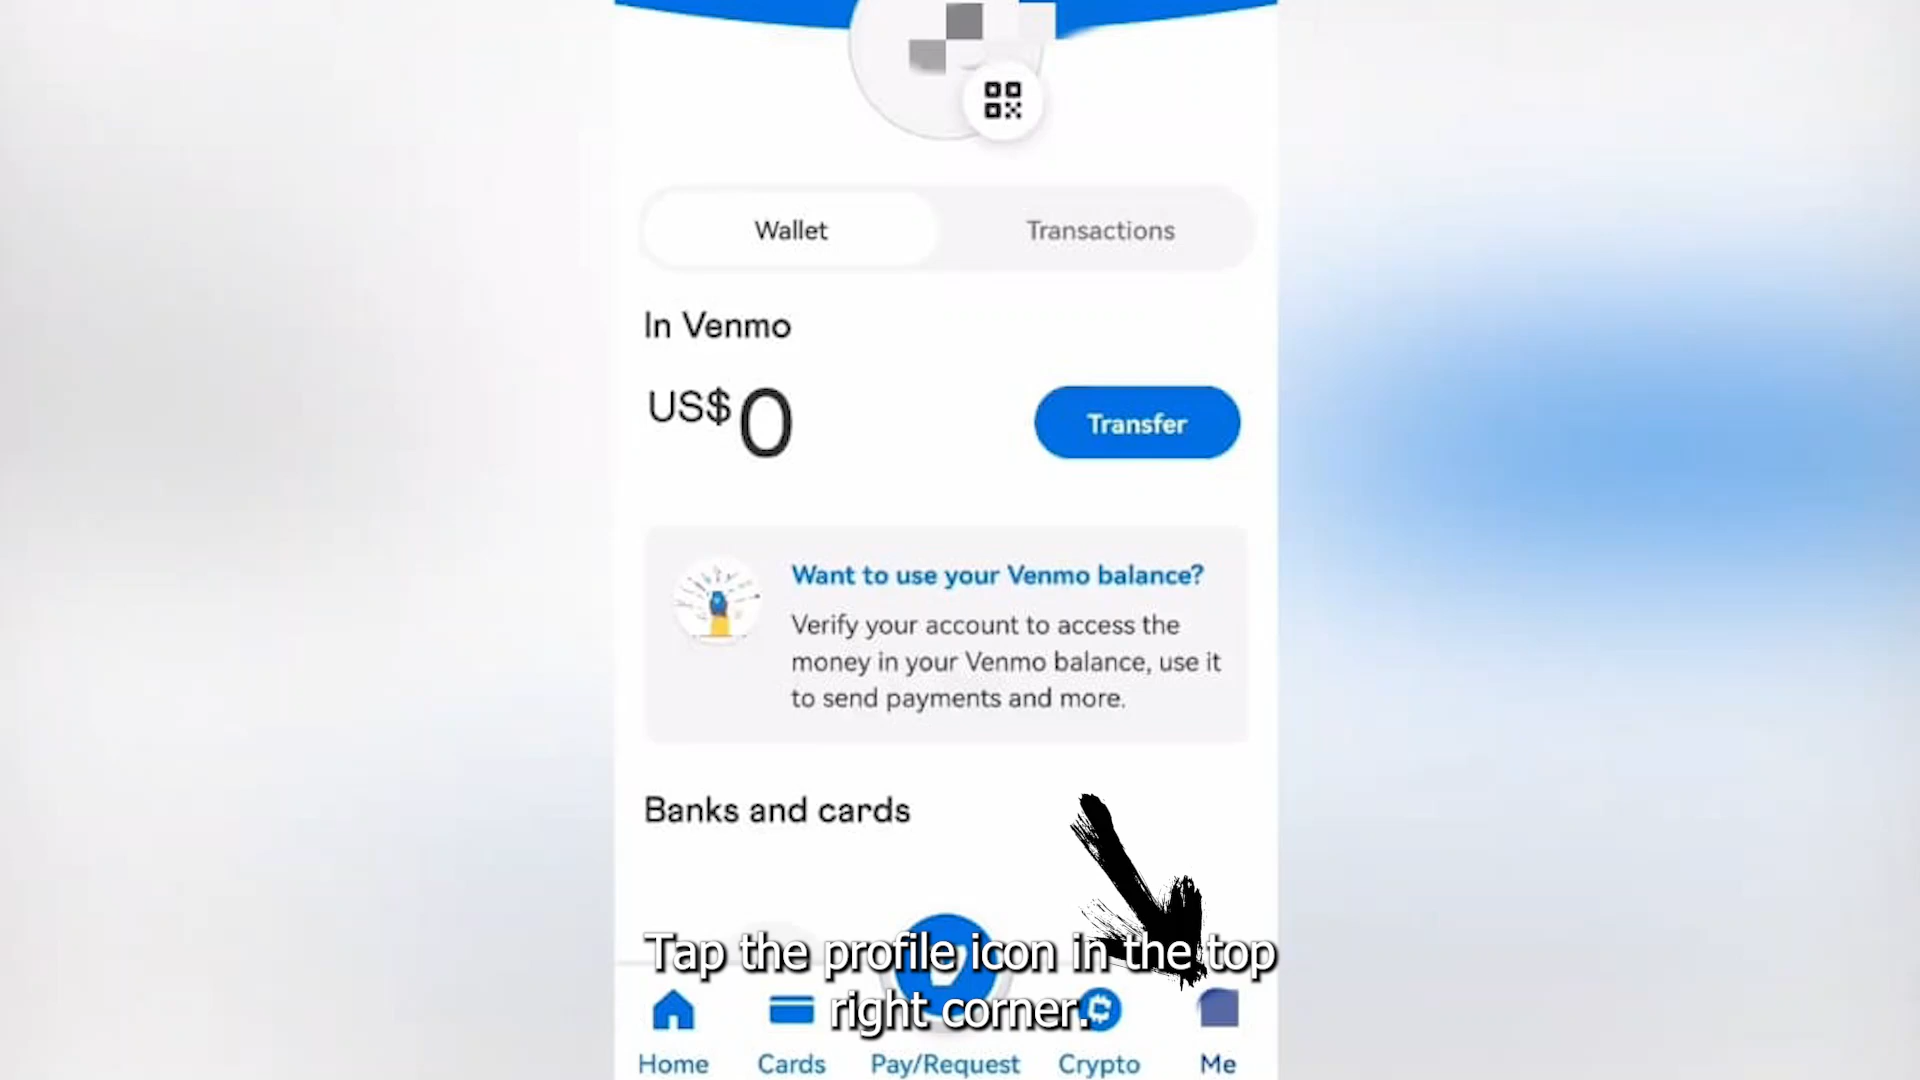 Wallet
Transactions
In Venmo
US$0
Transfer
Want to use your Venmo balance?
Verify your account to access the
money in your Venmo balance, use it
to send payments and more.
Banks and cards
Tap the profile icon in the top
right corner.
Home
Cards
Pay/Request
Crypto
Me